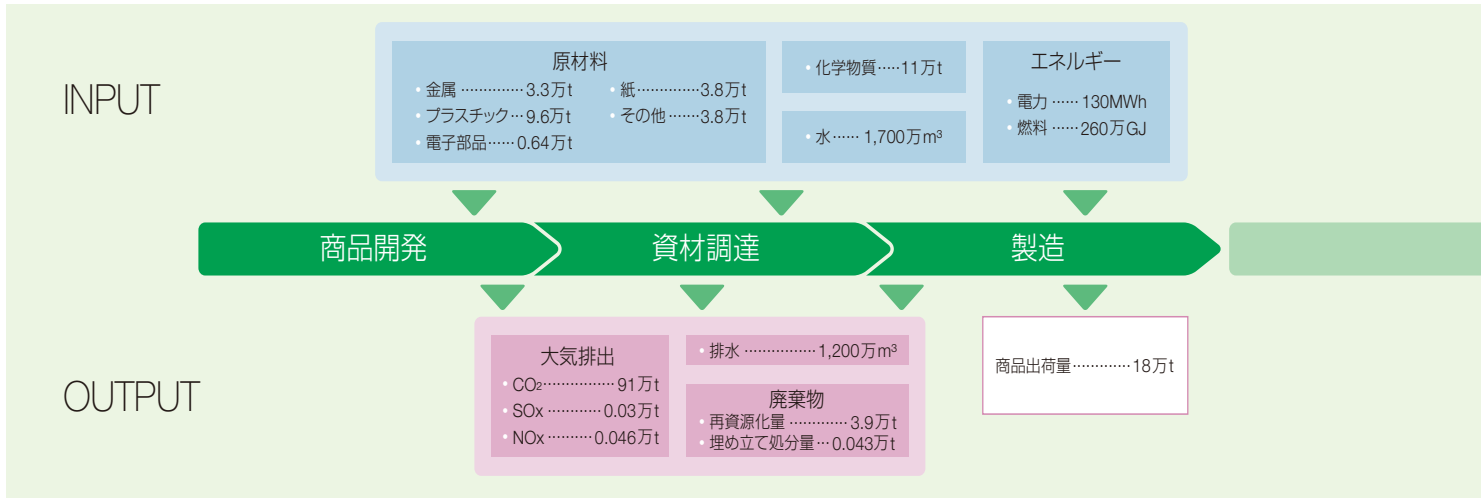 INPUT
原材料
・金属 ·············· 3.3万t
・プラスチック··· 9.6万t
・電子部品······ 0.64万t
・紙·············3.8万t
・その他 ·······3.8万t
・化学物質·····11万t
・水······ 1,700万m³
エネルギー
・電力 ······ 130MWh
・燃料 ······ 260万GJ
商品開発
資材調達
製造
OUTPUT
大気排出
・CO₂················ 91万t
・SOx ············ 0.03万t
・NOx ·········· 0.046万t
・排水 ················ 1,200万m³
廃棄物
・再資源化量 ············· 3.9万t
・埋め立て処分量··· 0.043万t
商品出荷量············· 18万t